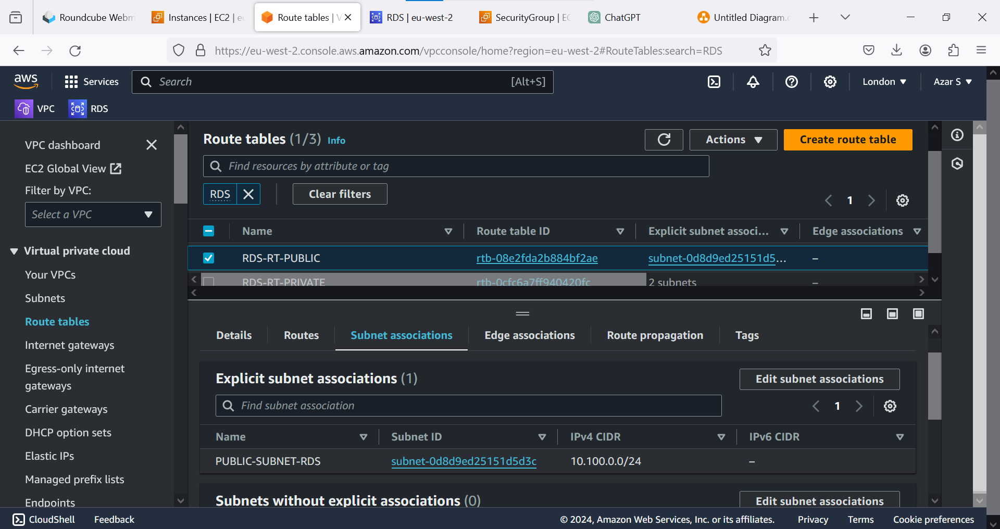 Roundcube Webm
Instances | EC2 | eu
Route tables | V
RDS | eu-west-2
SecurityGroup | EC
ChatGPT
Untitled Diagram.c
https://eu-west-2.console.aws.amazon.com/vpcconsole/home?region=eu-west-2#RouteTables:search=RDS
aws
Services
Search
[Alt+S]
London
Azar S
VPC
RDS
VPC dashboard
EC2 Global View
Filter by VPC:
Select a VPC
Virtual private cloud
Your VPCs
Subnets
Route tables
Internet gateways
Egress-only internet
gateways
Carrier gateways
DHCP option sets
Elastic IPs
Managed prefix lists
Endpoints
Route tables (1/3) Info
Actions
Create route table
Find resources by attribute or tag
RDS
Clear filters
1
Name Route table ID Explicit subnet associ... Edge associations
RDS-RT-PUBLIC rtb-08e2fda2b884bf2ae subnet-0d8d9ed25151d5... –
RDS-RT-PRIVATE rtb-0cfc6a7ff940420fc 2 subnets –
Details Routes Subnet associations Edge associations Route propagation Tags
Explicit subnet associations (1)
Edit subnet associations
Find subnet association
1
Name Subnet ID IPv4 CIDR IPv6 CIDR
PUBLIC-SUBNET-RDS subnet-0d8d9ed25151d5d3c 10.100.0.0/24 –
Subnets without explicit associations (0)
Edit subnet associations
CloudShell Feedback
© 2024, Amazon Web Services, Inc. or its affiliates. Privacy Terms Cookie preferences